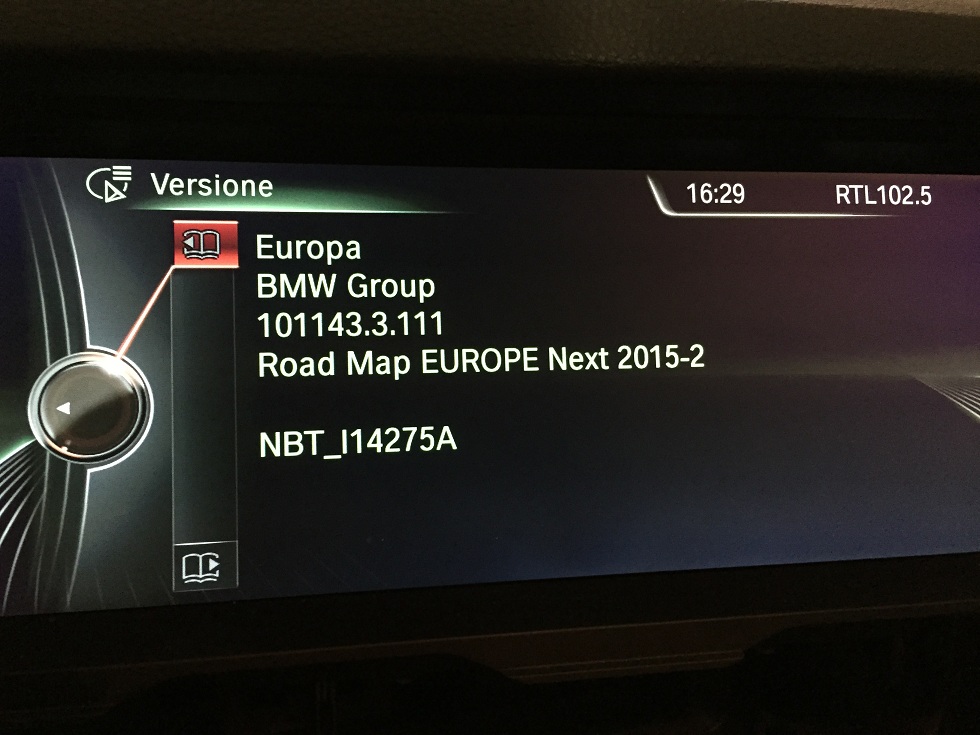 Versione
16:29
RTL102.5
Europa
BMW Group
101143.3.111
Road Map EUROPE Next 2015-2
NBT_I14275A